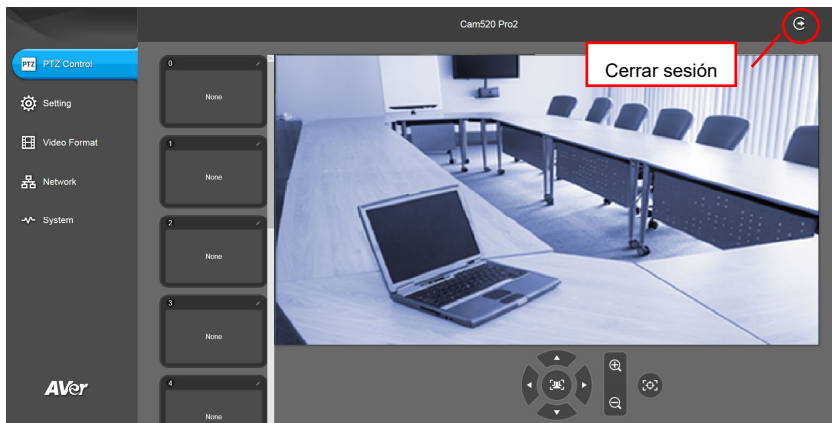 Cam520 Pro2
Cerrar sesión
PTZ PTZ Control
Setting
Video Format
Network
System
AVer
0
None
1
None
2
None
3
None
4
None